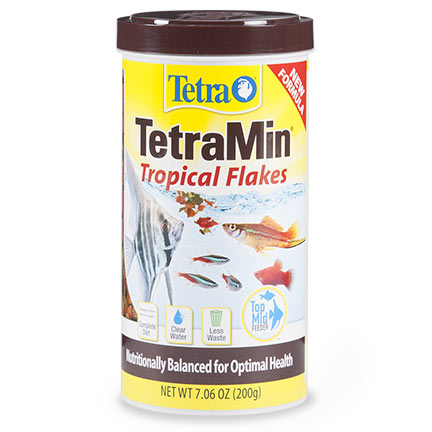 Tetra
NEW
FORMULA
TetraMin®
Tropical Flakes
Top
Mid
FEEDER
Complete
Diet
Clear
Water
Less
Waste
Nutritionally Balanced for Optimal Health
NET WT 7.06 OZ (200g)